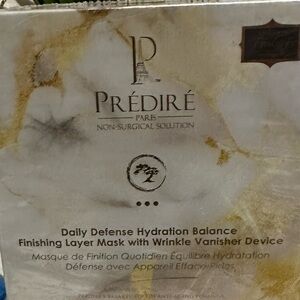 PRÉDIRÉ
PARIS
NON-SURGICAL SOLUTION
Daily Defense Hydration Balance
Finishing Layer Mask with Wrinkle Vanisher Device
Masque de Finition Quotidien Équilibre Hydratation
Défense avec Appareil Efface-Rides